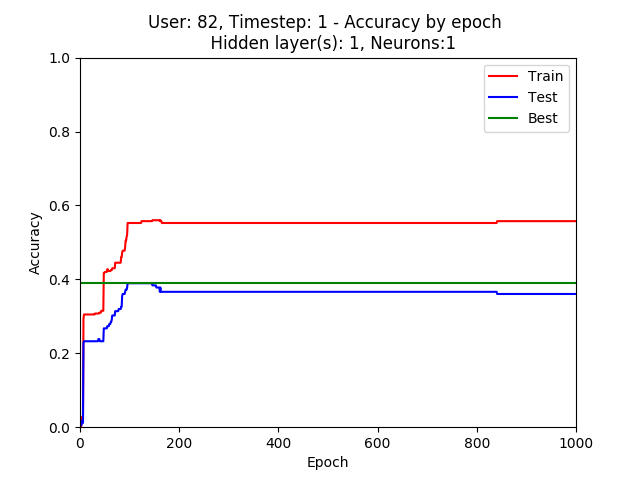 User: 82, Timestep: 1 - Accuracy by epoch
Hidden layer(s): 1, Neurons:1
Train
Test
Best
1.0
0.8
0.6
0.4
0.2
0.0
Accuracy
0 200 400 600 800 1000
Epoch